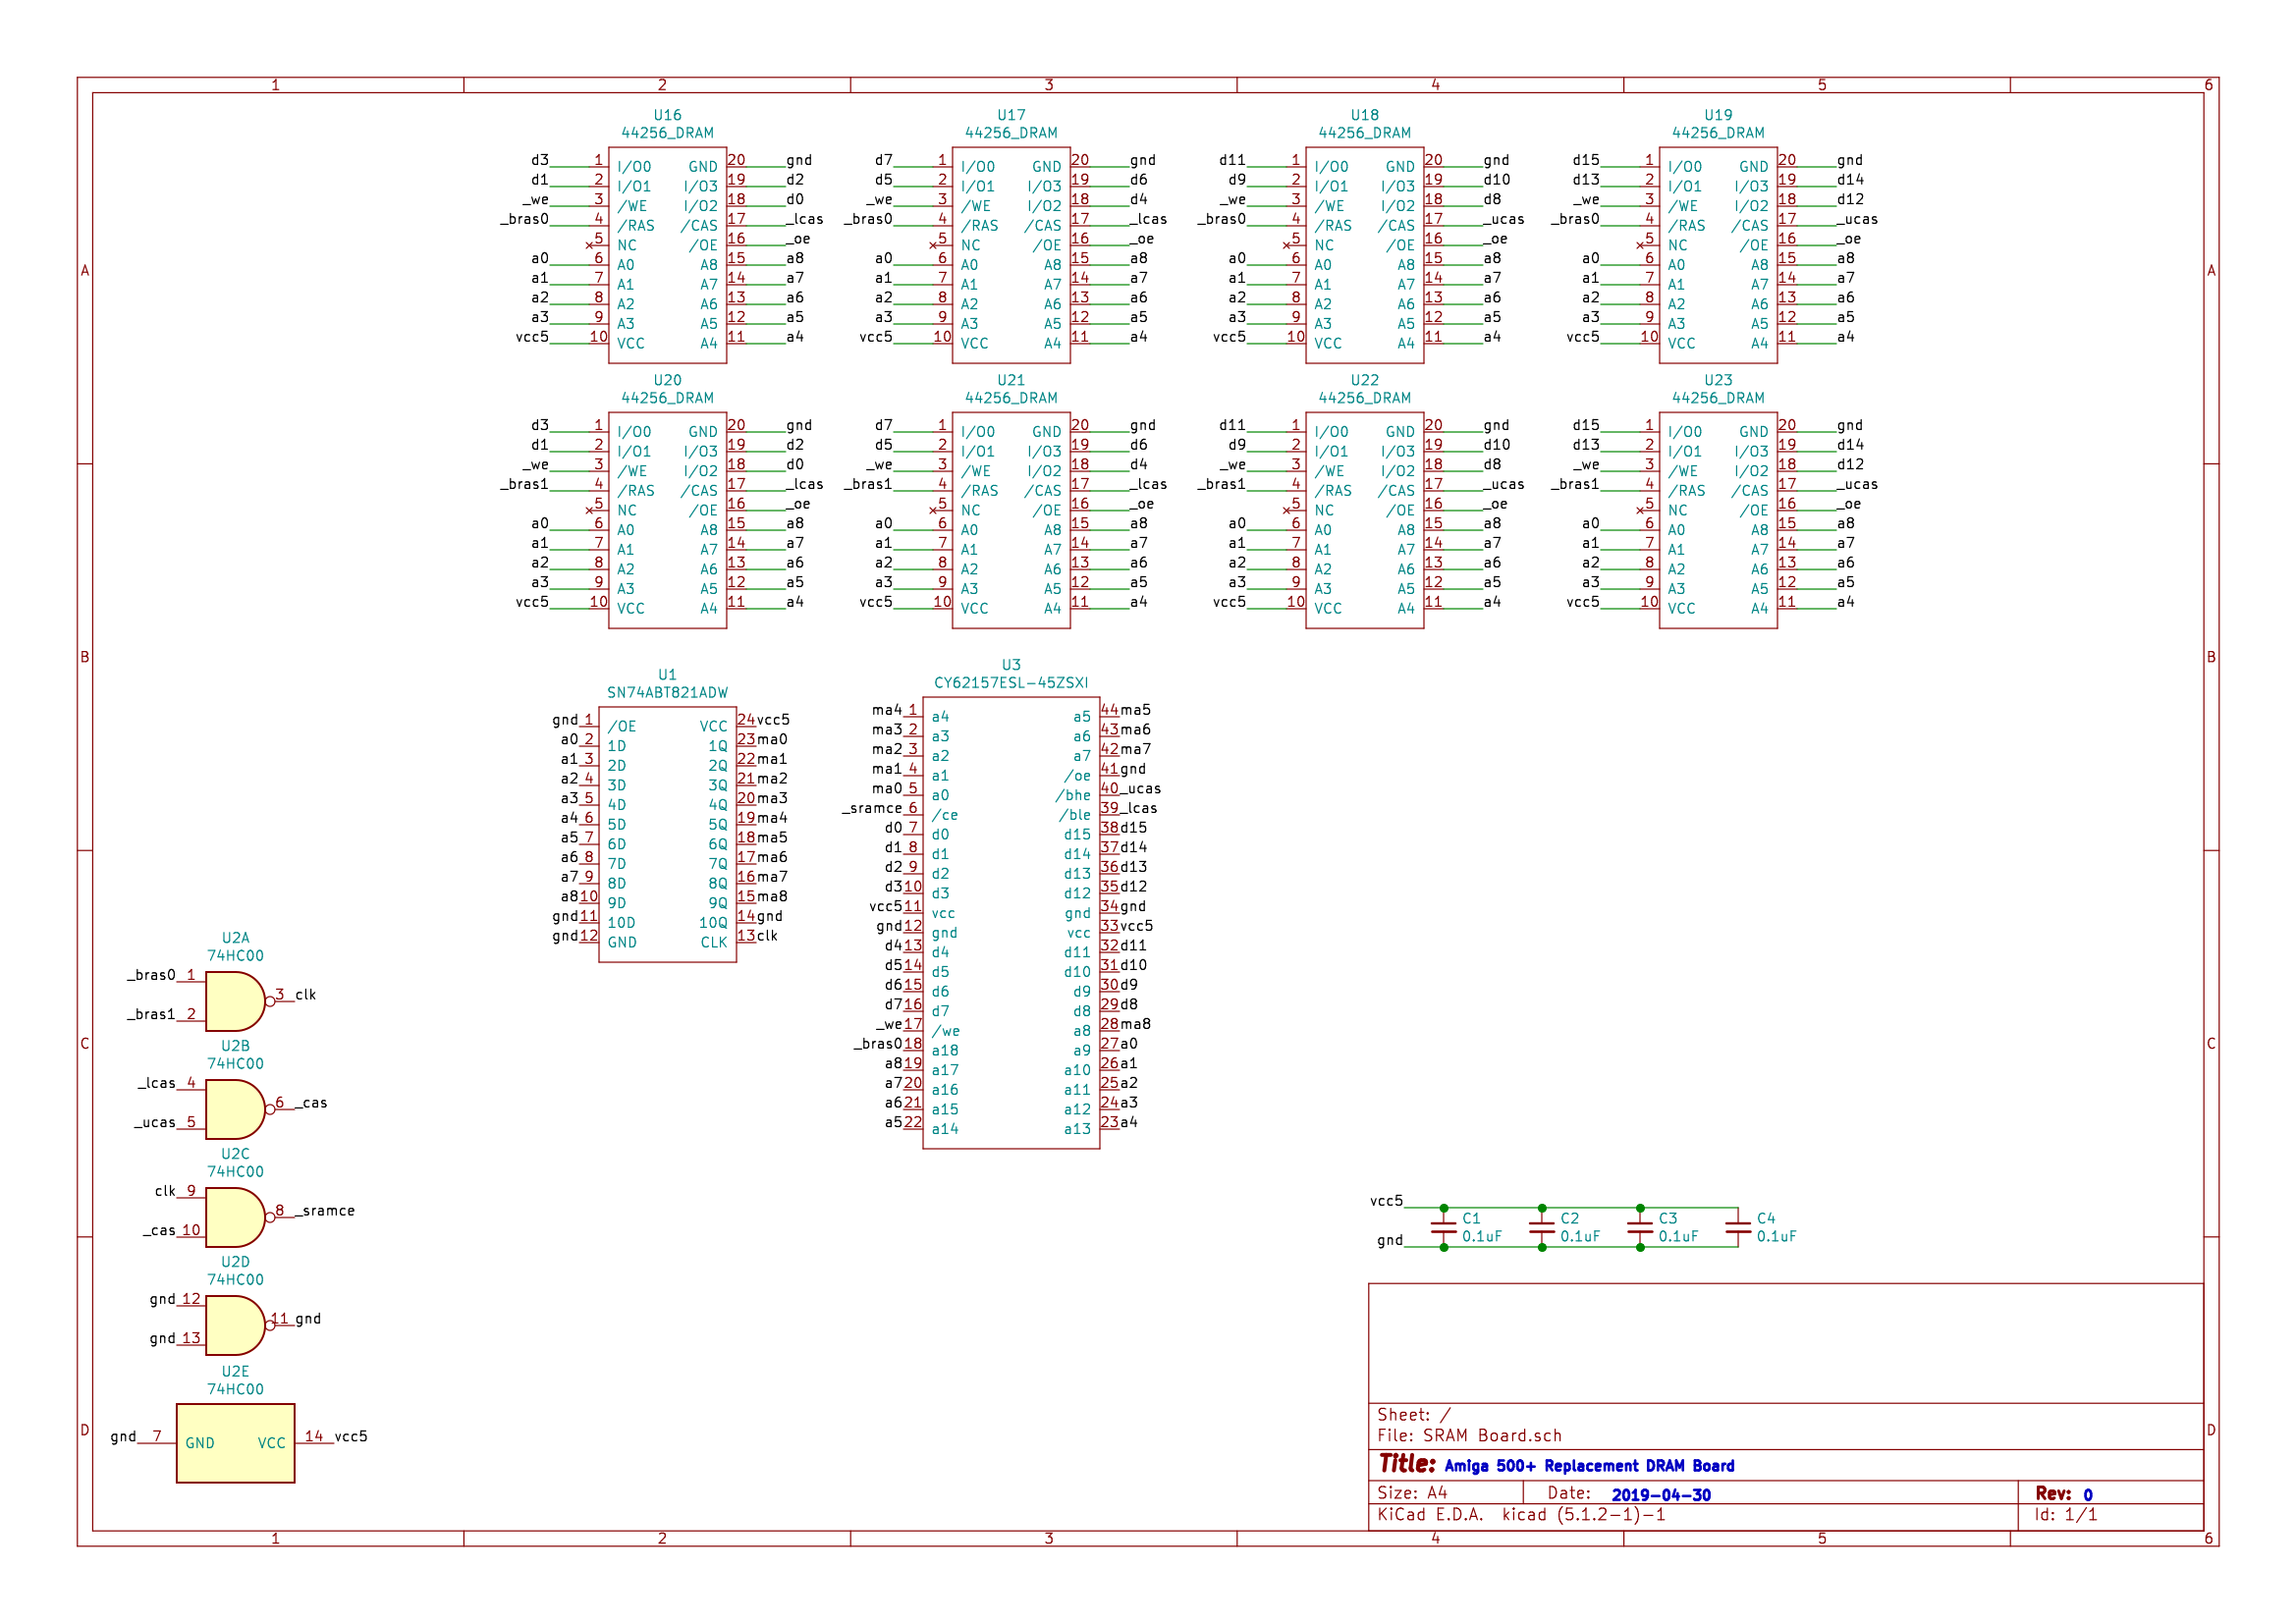 1 2 3 4 5 6
U16 U17 U18 U19
44256_DRAM 44256_DRAM 44256_DRAM 44256_DRAM
d3 1 I/O0 GND 20 gnd d7 1 I/O0 GND 20 gnd d11 1 I/O0 GND 20 gnd d15 1 I/O0 GND 20 gnd
d1 2 I/O1 I/O3 19 d2 d5 2 I/O1 I/O3 19 d6 d9 2 I/O1 I/O3 19 d10 d13 2 I/O1 I/O3 19 d14
_we 3 /WE I/O2 18 d0 _we 3 /WE I/O2 18 d4 _we 3 /WE I/O2 18 d8 _we 3 /WE I/O2 18 d12
_bras0 4 /RAS /CAS 17 _lcas _bras0 4 /RAS /CAS 17 _lcas _bras0 4 /RAS /CAS 17 _ucas _bras0 4 /RAS /CAS 17 _ucas
5 NC /OE 16 _oe 5 NC /OE 16 _oe 5 NC /OE 16 _oe 5 NC /OE 16 _oe
a0 6 A0 A8 15 a8 a0 6 A0 A8 15 a8 a0 6 A0 A8 15 a8 a0 6 A0 A8 15 a8
A A
a1 7 A1 A7 14 a7 a1 7 A1 A7 14 a7 a1 7 A1 A7 14 a7 a1 7 A1 A7 14 a7
a2 8 A2 A6 13 a6 a2 8 A2 A6 13 a6 a2 8 A2 A6 13 a6 a2 8 A2 A6 13 a6
a3 9 A3 A5 12 a5 a3 9 A3 A5 12 a5 a3 9 A3 A5 12 a5 a3 9 A3 A5 12 a5
vcc5 10 VCC A4 11 a4 vcc5 10 VCC A4 11 a4 vcc5 10 VCC A4 11 a4 vcc5 10 VCC A4 11 a4
U20 U21 U22 U23
44256_DRAM 44256_DRAM 44256_DRAM 44256_DRAM
d3 1 I/O0 GND 20 gnd d7 1 I/O0 GND 20 gnd d11 1 I/O0 GND 20 gnd d15 1 I/O0 GND 20 gnd
d1 2 I/O1 I/O3 19 d2 d5 2 I/O1 I/O3 19 d6 d9 2 I/O1 I/O3 19 d10 d13 2 I/O1 I/O3 19 d14
_we 3 /WE I/O2 18 d0 _we 3 /WE I/O2 18 d4 _we 3 /WE I/O2 18 d8 _we 3 /WE I/O2 18 d12
_bras1 4 /RAS /CAS 17 _lcas _bras1 4 /RAS /CAS 17 _lcas _bras1 4 /RAS /CAS 17 _ucas _bras1 4 /RAS /CAS 17 _ucas
5 NC /OE 16 _oe 5 NC /OE 16 _oe 5 NC /OE 16 _oe 5 NC /OE 16 _oe
a0 6 A0 A8 15 a8 a0 6 A0 A8 15 a8 a0 6 A0 A8 15 a8 a0 6 A0 A8 15 a8
a1 7 A1 A7 14 a7 a1 7 A1 A7 14 a7 a1 7 A1 A7 14 a7 a1 7 A1 A7 14 a7
a2 8 A2 A6 13 a6 a2 8 A2 A6 13 a6 a2 8 A2 A6 13 a6 a2 8 A2 A6 13 a6
a3 9 A3 A5 12 a5 a3 9 A3 A5 12 a5 a3 9 A3 A5 12 a5 a3 9 A3 A5 12 a5
vcc5 10 VCC A4 11 a4 vcc5 10 VCC A4 11 a4 vcc5 10 VCC A4 11 a4 vcc5 10 VCC A4 11 a4
B B
U1
SN74ABT821ADW
gnd 1 /OE VCC 24 vcc5
a0 2 1D 1Q 23 ma0
a1 3 2D 2Q 22 ma1
a2 4 3D 3Q 21 ma2
a3 5 4D 4Q 20 ma3
a4 6 5D 5Q 19 ma4
a5 7 6D 6Q 18 ma5
a6 8 7D 7Q 17 ma6
a7 9 8D 8Q 16 ma7
a8 10 9D 9Q 15 ma8
gnd 11 10D 10Q 14 gnd
gnd 12 GND CLK 13 clk
U3
CY62157ESL-45ZSXI
ma4 1 a4 a5 44 ma5
ma3 2 a3 a6 43 ma6
ma2 3 a2 a7 42 ma7
ma1 4 a1 /oe 41 gnd
ma0 5 a0 /bhe 40 _ucas
_sramce 6 /ce /ble 39 _lcas
d0 7 d0 d15 38 d15
d1 8 d1 d14 37 d14
d2 9 d2 d13 36 d13
d3 10 d3 d12 35 d12
vcc5 11 vcc gnd 34 gnd
gnd 12 gnd vcc 33 vcc5
d4 13 d4 d11 32 d11
d5 14 d5 d10 31 d10
d6 15 d6 d9 30 d9
d7 16 d7 d8 29 d8
_we 17 /we a8 28 ma8
_bras0 18 a18 a9 27 a0
a8 19 a17 a10 26 a1
a7 20 a16 a11 25 a2
a6 21 a15 a12 24 a3
a5 22 a14 a13 23 a4
U2A
74HC00
_bras0 1
3 clk
_bras1 2
C C
U2B
74HC00
_lcas 4
6 _cas
_ucas 5
U2C
74HC00
clk 9
8 _sramce
_cas 10
U2D
74HC00
gnd 12
11 gnd
gnd 13
U2E
74HC00
gnd 7 GND VCC 14 vcc5
vcc5
C1 C2 C3 C4
0.1uF 0.1uF 0.1uF 0.1uF
gnd
D D
Sheet: /
File: SRAM Board.sch
Title: Amiga 500+ Replacement DRAM Board
Size: A4 Date: 2019-04-30 Rev: 0
KiCad E.D.A. kicad (5.1.2-1)-1 Id: 1/1
1 2 3 4 5 6